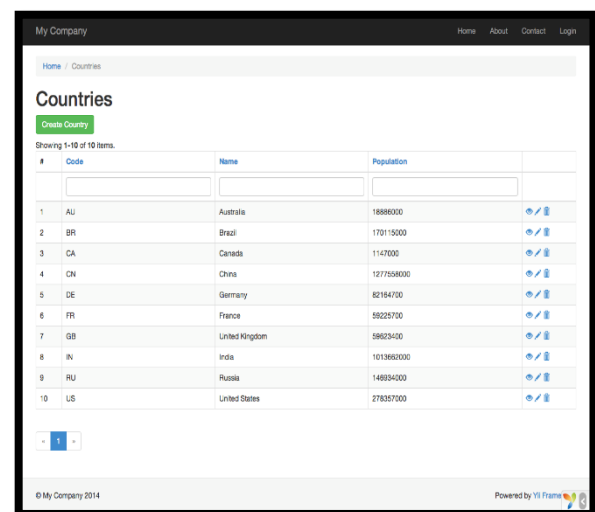 My Company Home About Contact Login
Home / Countries
Countries
Create Country
Showing 1-10 of 10 items.
# Code Name Population
1 AU Australia 18886000
2 BR Brazil 170115000
3 CA Canada 1147000
4 CN China 1277558000
5 DE Germany 82164700
6 FR France 59225700
7 GB United Kingdom 59623400
8 IN India 1013662000
9 RU Russia 146934000
10 US United States 278357000
« 1 »
© My Company 2014 Powered by Yii Frame